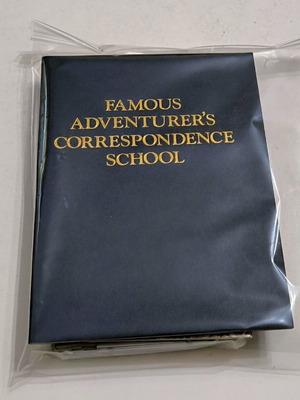 FAMOUS
ADVENTURER'S
CORRESPONDENCE
SCHOOL